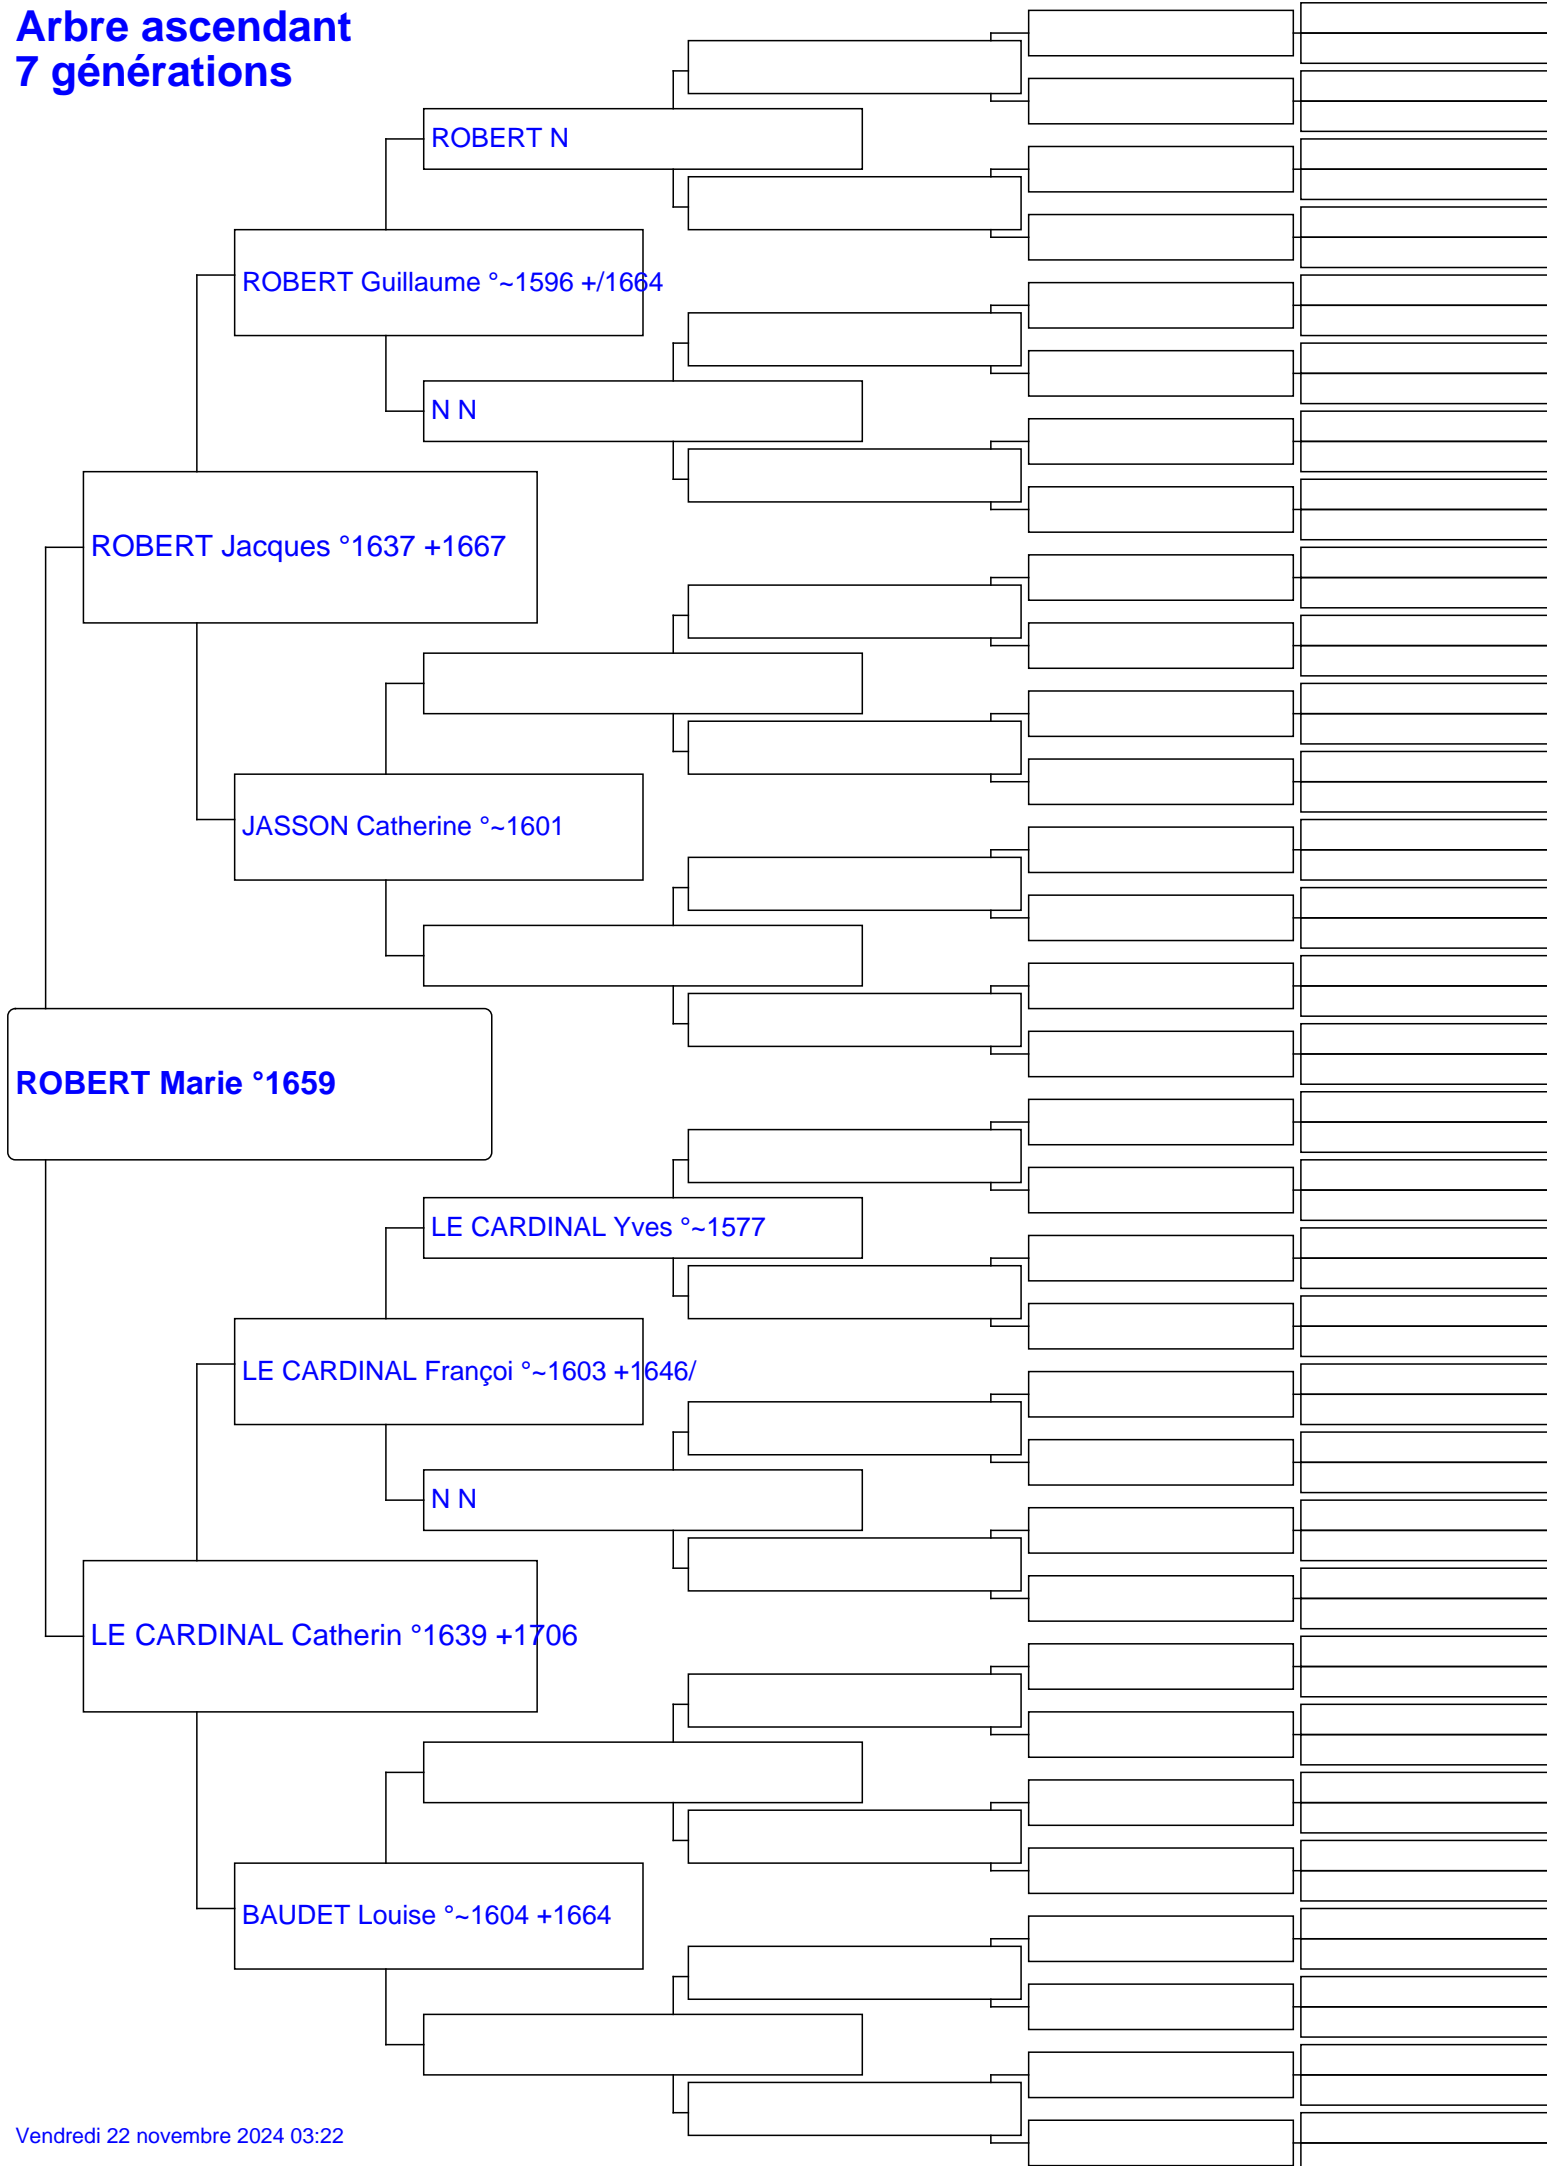 Arbre ascendant
7 générations
ROBERT N
ROBERT Guillaume °~1596 +/1664
N N
ROBERT Jacques °1637 +1667
JASSON Catherine °~1601
ROBERT Marie °1659
LE CARDINAL Yves °~1577
LE CARDINAL Françoi °~1603 +1646/
N N
LE CARDINAL Catherin °1639 +1706
BAUDET Louise °~1604 +1664
Vendredi 22 novembre 2024 03:22